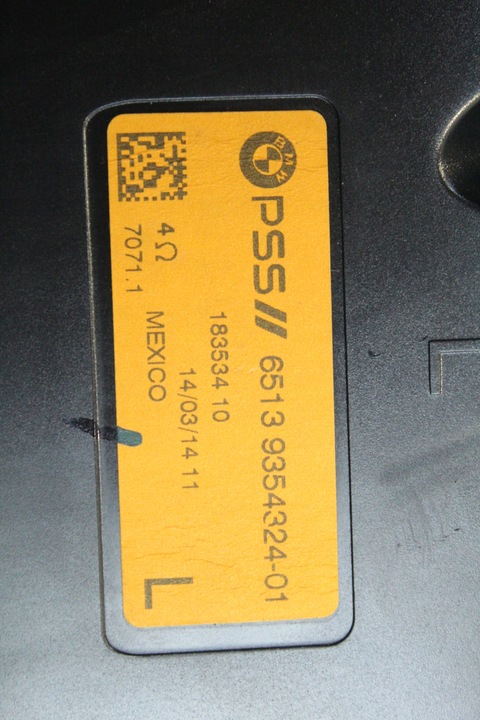 BMW
PSS// 6513 9354324-01
183534 10
14/03/14 11
4 Ω MEXICO
7071.1
L